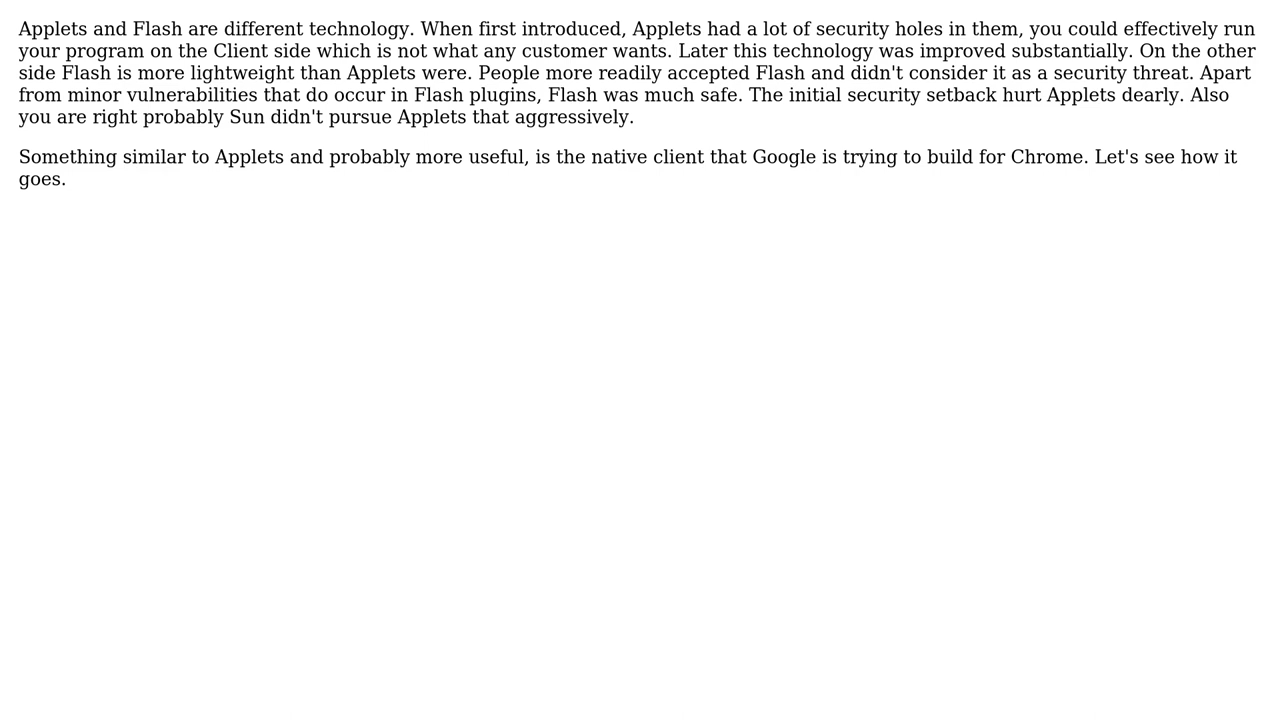 Applets and Flash are different technology. When first introduced, Applets had a lot of security holes in them, you could effectively run
your program on the Client side which is not what any customer wants. Later this technology was improved substantially. On the other
side Flash is more lightweight than Applets were. People more readily accepted Flash and didn't consider it as a security threat. Apart
from minor vulnerabilities that do occur in Flash plugins, Flash was much safe. The initial security setback hurt Applets dearly. Also
you are right probably Sun didn't pursue Applets that aggressively.
Something similar to Applets and probably more useful, is the native client that Google is trying to build for Chrome. Let's see how it
goes.